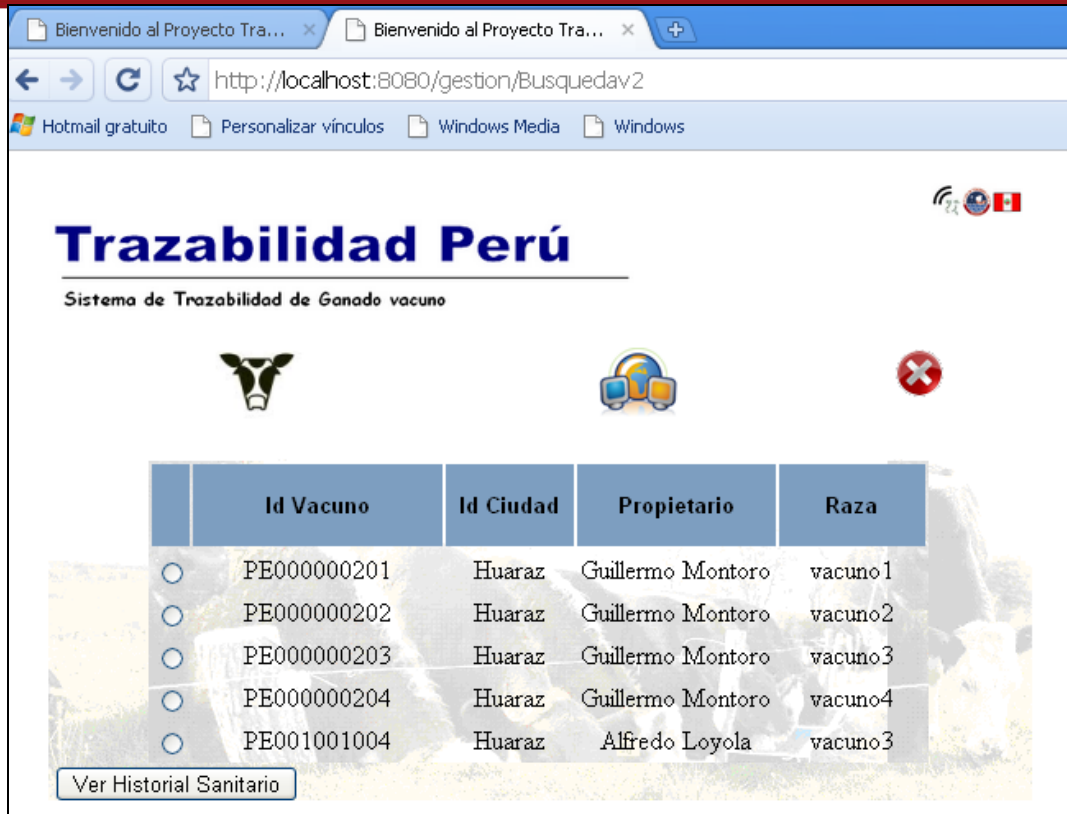 Bienvenido al Proyecto Tra... Bienvenido al Proyecto Tra...
http://localhost:8080/gestion/Busquedav2
Hotmail gratuito Personalizar vínculos Windows Media Windows
Trazabilidad Perú
Sistema de Trazabilidad de Ganado vacuno
Id Vacuno Id Ciudad Propietario Raza
PE000000201 Huaraz Guillermo Montoro vacuno1
PE000000202 Huaraz Guillermo Montoro vacuno2
PE000000203 Huaraz Guillermo Montoro vacuno3
PE000000204 Huaraz Guillermo Montoro vacuno4
PE001001004 Huaraz Alfredo Loyola vacuno3
Ver Historial Sanitario